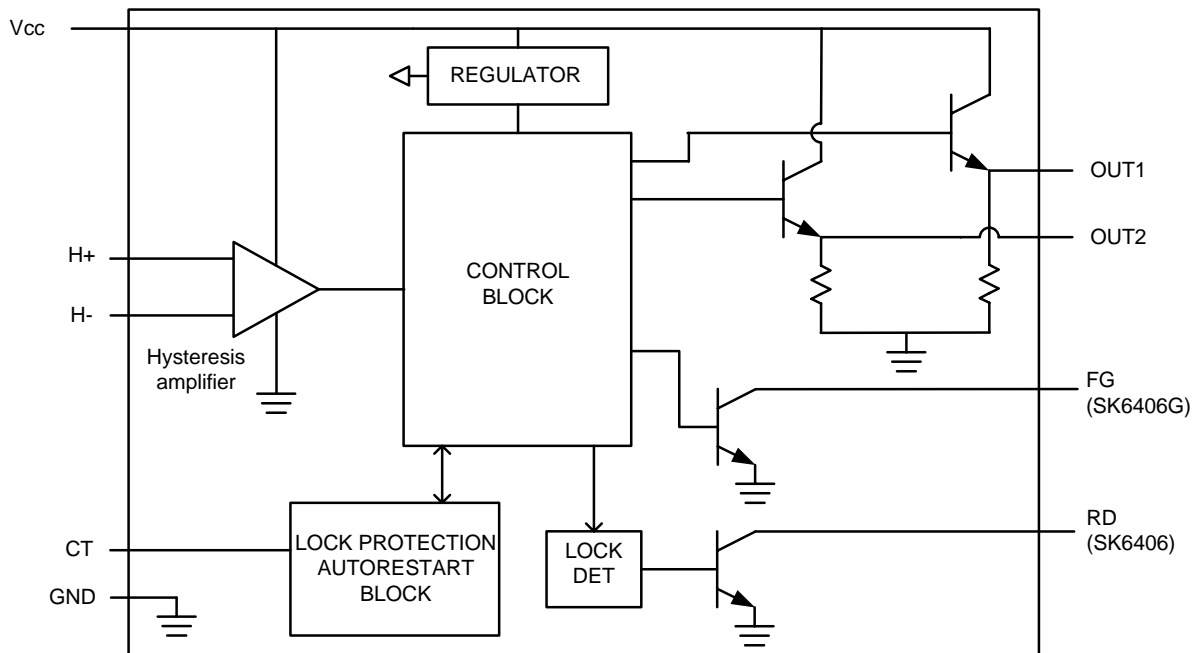 Vcc
REGULATOR
OUT1
OUT2
H+
H-
CONTROL
BLOCK
Hysteresis
amplifier
FG
(SK6406G)
RD
(SK6406)
CT
GND
LOCK PROTECTION
AUTORESTART
BLOCK
LOCK
DET